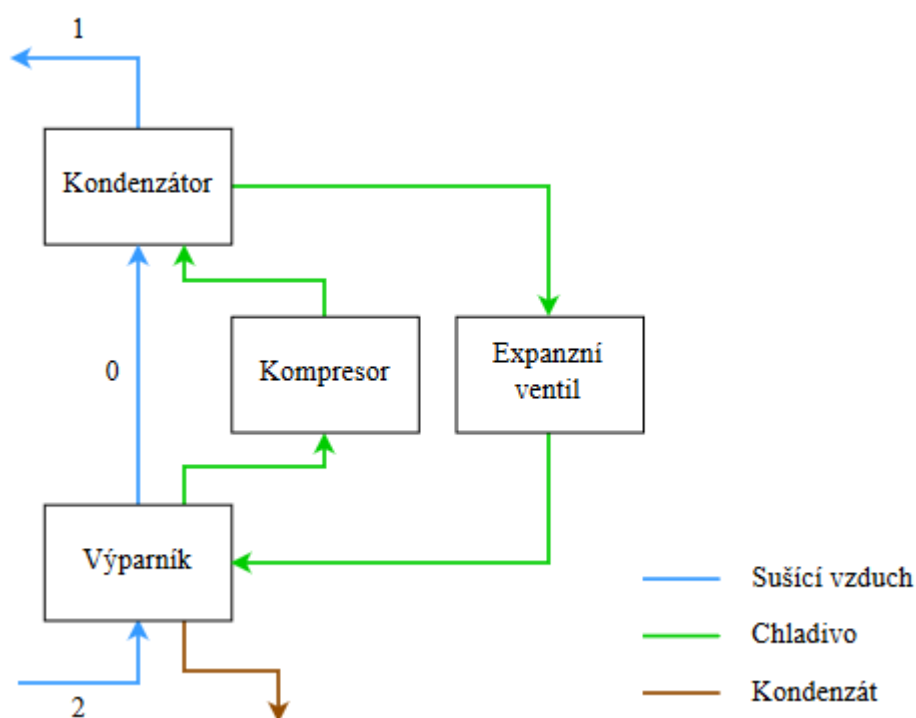 1
Kondenzátor
0
Kompresor
Expanzní
ventil
Výparník
2
Sušící vzduch
Chladivo
Kondenzát